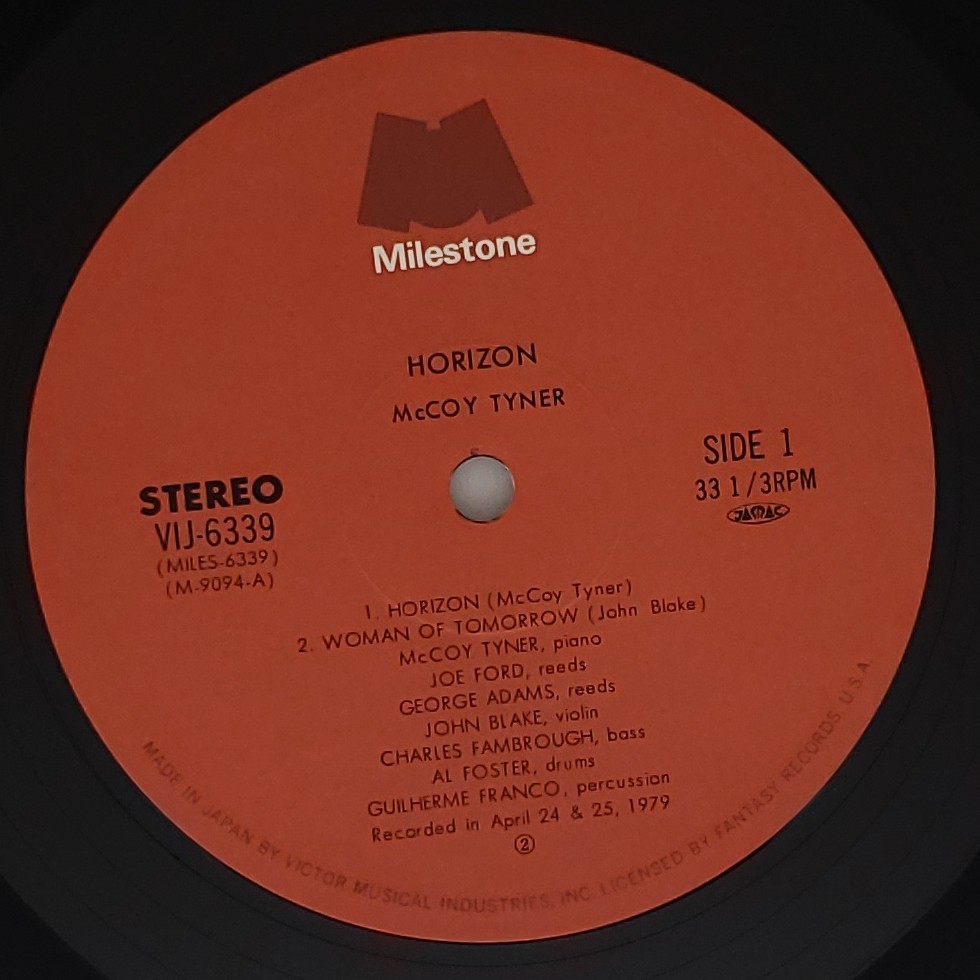 Milestone
HORIZON
McCOY TYNER
STEREO
VIJ-6339
(MILES-6339)
(M-9094-A)
SIDE 1
33 1/3RPM
JASRAC
1. HORIZON (McCoy Tyner)
2. WOMAN OF TOMORROW (John Blake)
McCOY TYNER, piano
JOE FORD, reeds
GEORGE ADAMS, reeds
JOHN BLAKE, violin
CHARLES FAMBROUGH, bass
AL FOSTER, drums
GUILHERME FRANCO, percussion
Recorded in April 24 & 25, 1979
②
MADE IN JAPAN BY VICTOR MUSICAL INDUSTRIES, INC. LICENSED BY FANTASY RECORDS, U.S.A.